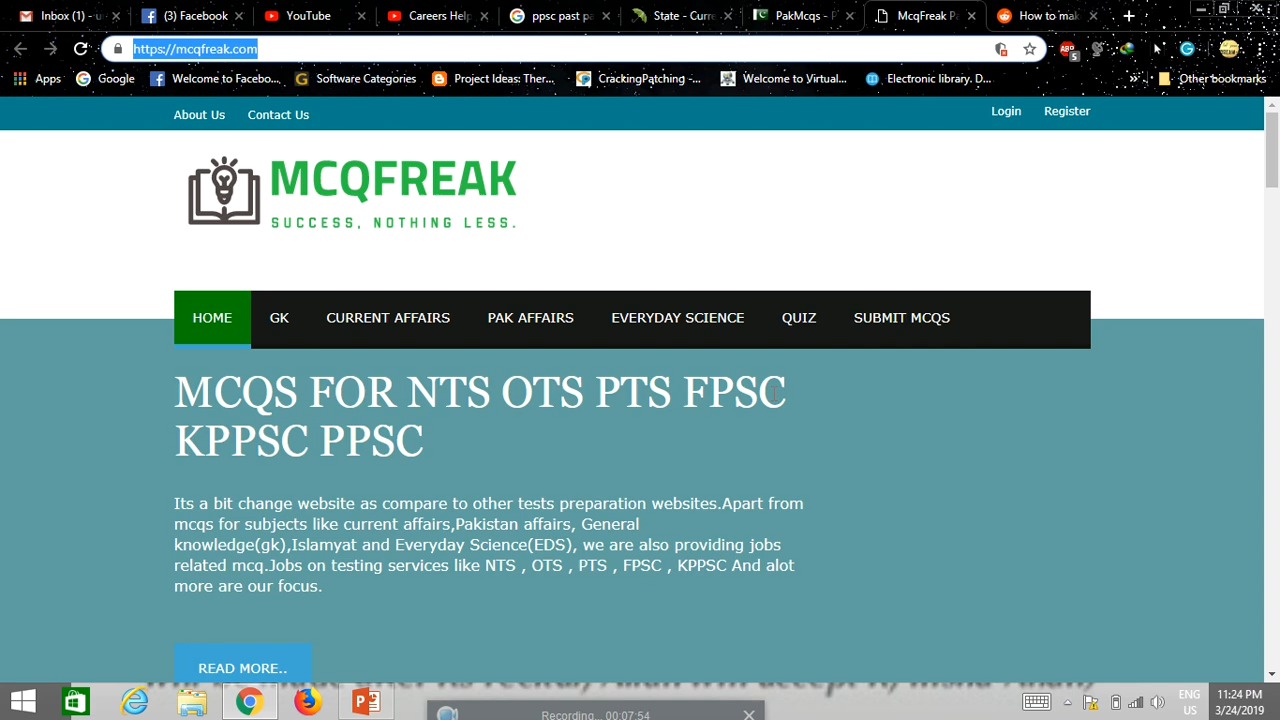 Inbox (1) - u
(3) Facebook
YouTube
Careers Help
ppsc past pa
State - Curre
PakMcqs - P
McqFreak Pa
How to mak
https://mcqfreak.com
ABP
5
Apps
Google
Welcome to Facebo...
Software Categories
Project Ideas: Ther...
CrackingPatching -...
Welcome to Virtual...
Electronic library. D...
Other bookmarks
About Us
Contact Us
Login
Register
MCQFREAK
SUCCESS, NOTHING LESS.
HOME
GK
CURRENT AFFAIRS
PAK AFFAIRS
EVERYDAY SCIENCE
QUIZ
SUBMIT MCQS
MCQS FOR NTS OTS PTS FPSC
KPPSC PPSC
Its a bit change website as compare to other tests preparation websites.Apart from
mcqs for subjects like current affairs,Pakistan affairs, General
knowledge(gk),Islamyat and Everyday Science(EDS), we are also providing jobs
related mcq.Jobs on testing services like NTS , OTS , PTS , FPSC , KPPSC And alot
more are our focus.
READ MORE..
Recording... 00:07:54
ENG
US
11:24 PM
3/24/2019